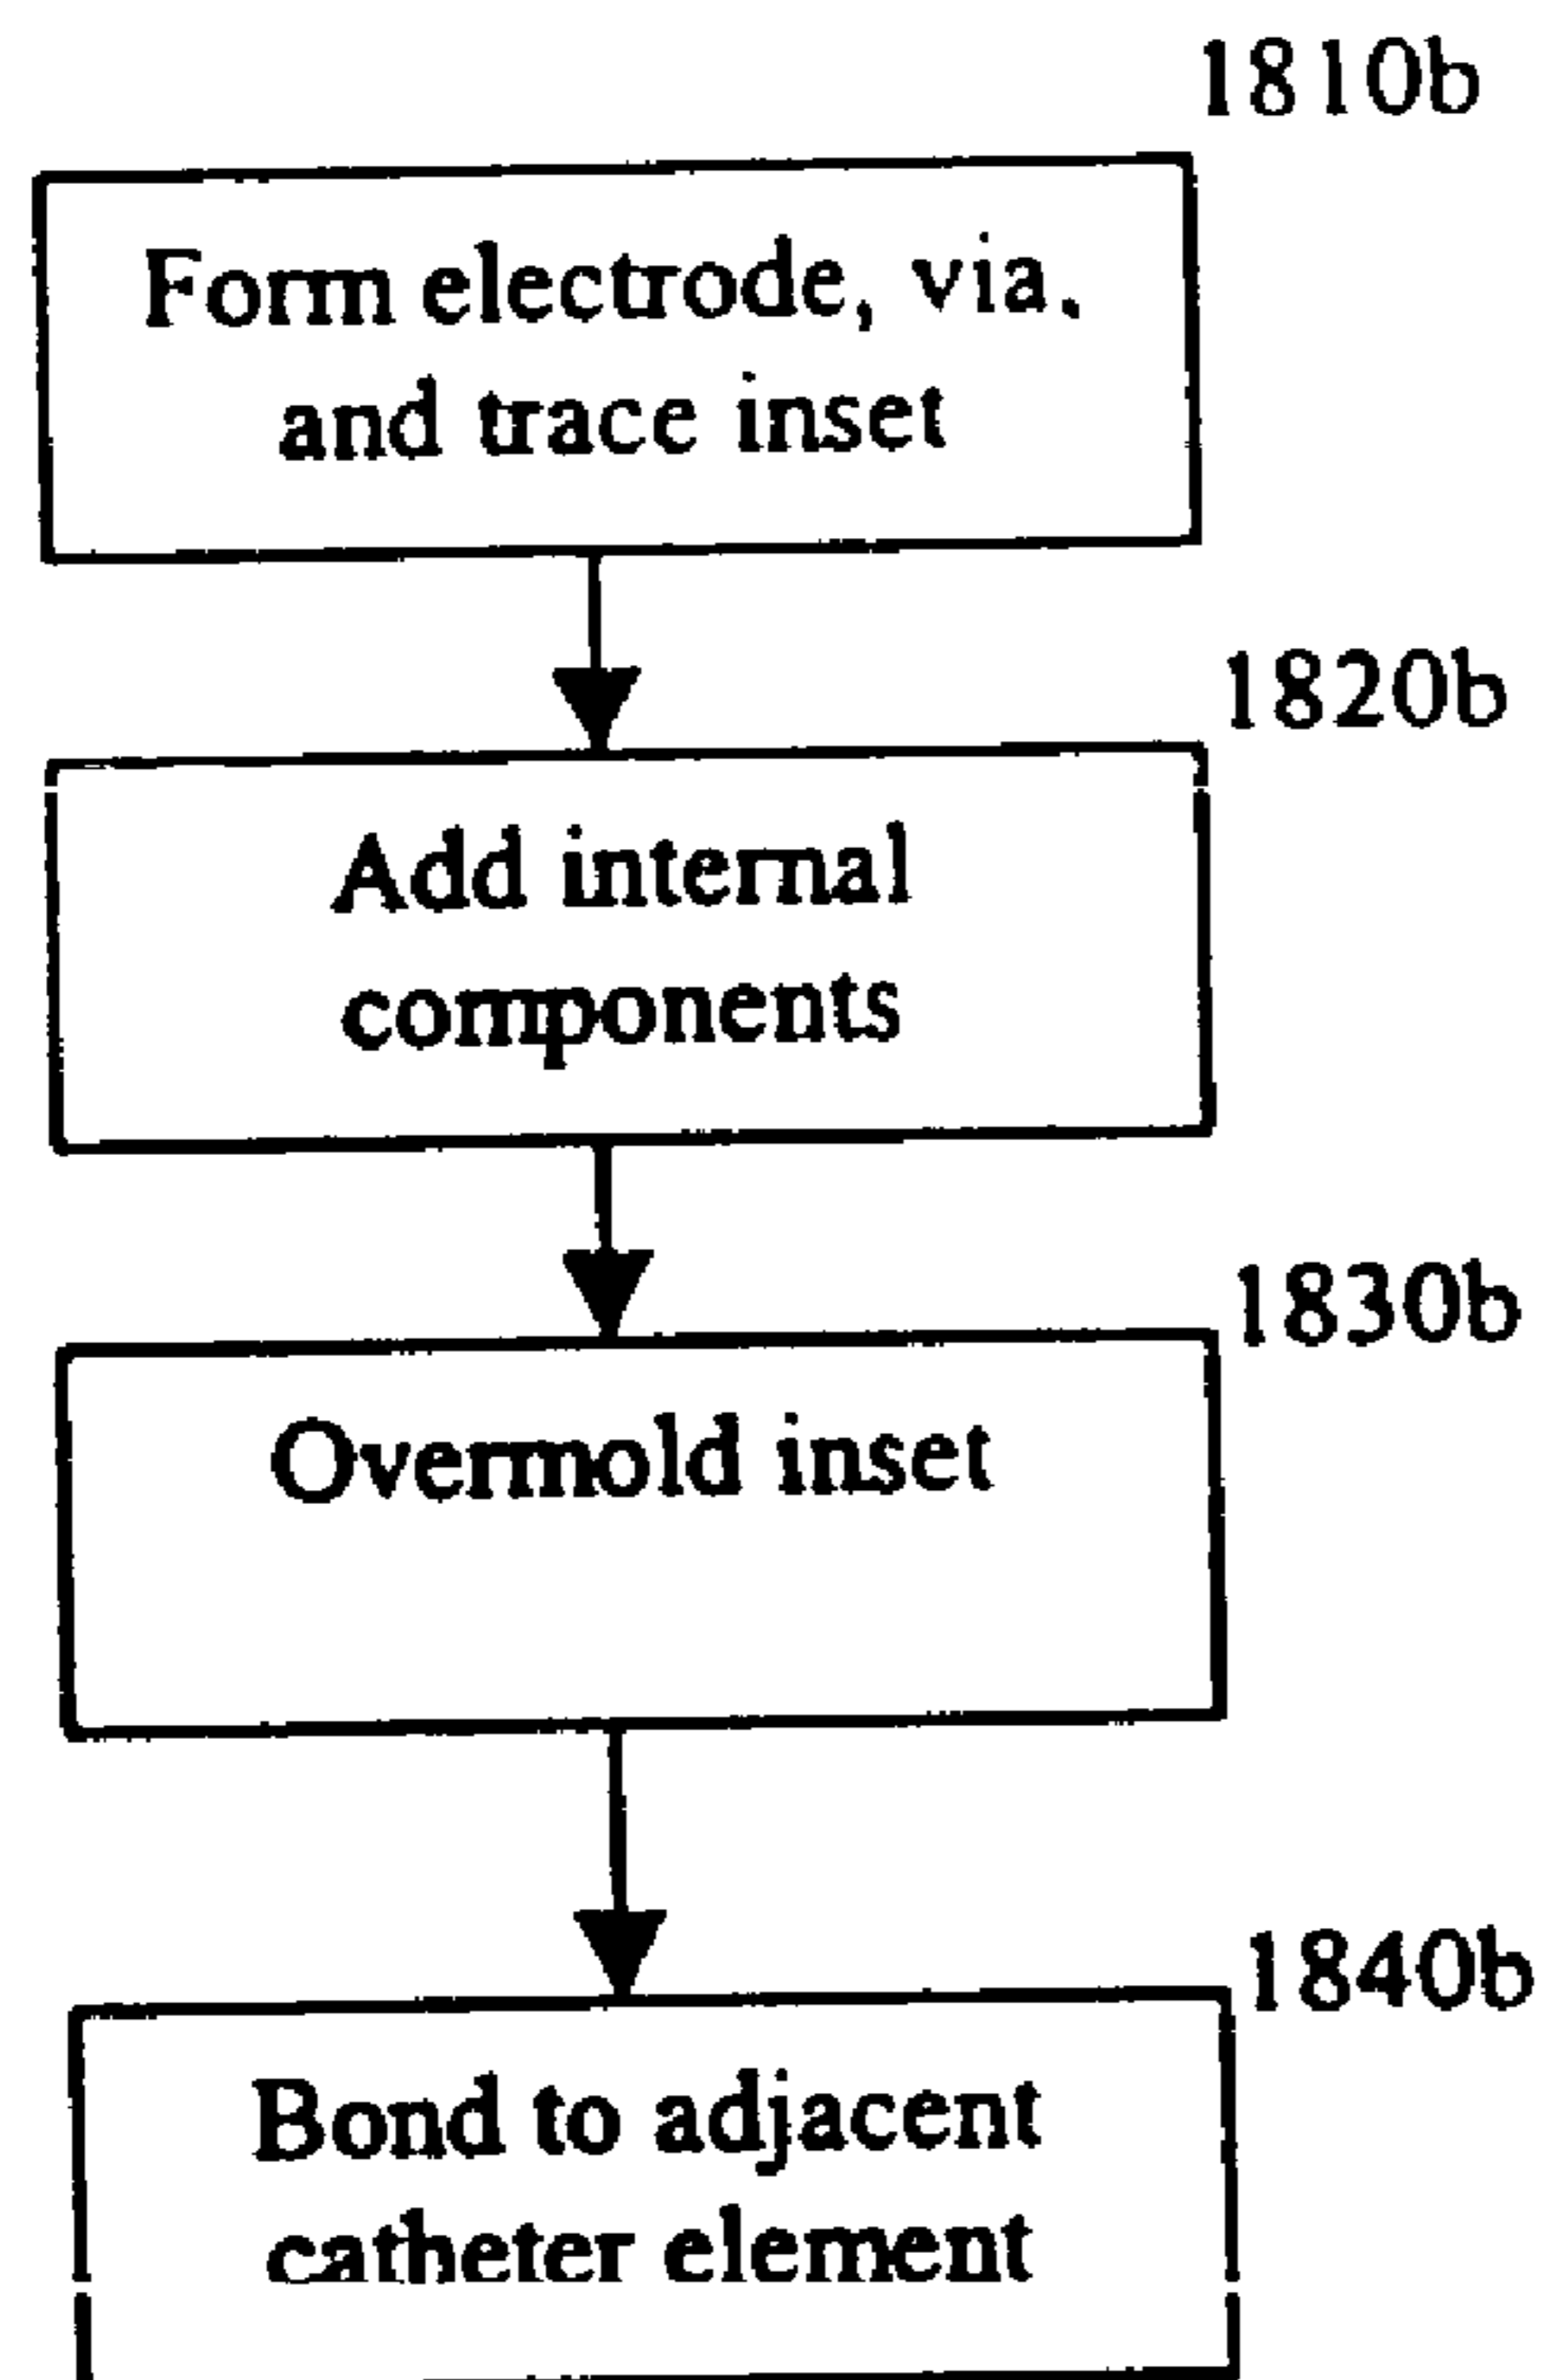 1810b
Form electrode, via,
and trace inset
1820b
Add internal
components
1830b
Overmold inset
1840b
Bond to adjacent
catheter element